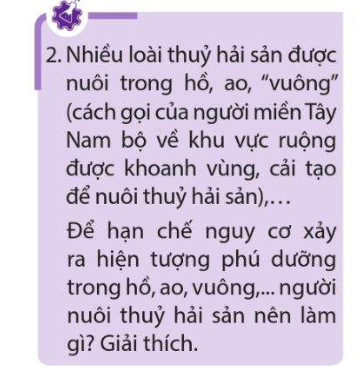 2. Nhiều loài thuỷ hải sản được
nuôi trong hồ, ao, “vuông”
(cách gọi của người miền Tây
Nam bộ về khu vực ruộng
được khoanh vùng, cải tạo
để nuôi thuỷ hải sản),…
Để hạn chế nguy cơ xảy
ra hiện tượng phú dưỡng
trong hồ, ao, vuông,... người
nuôi thuỷ hải sản nên làm
gì? Giải thích.